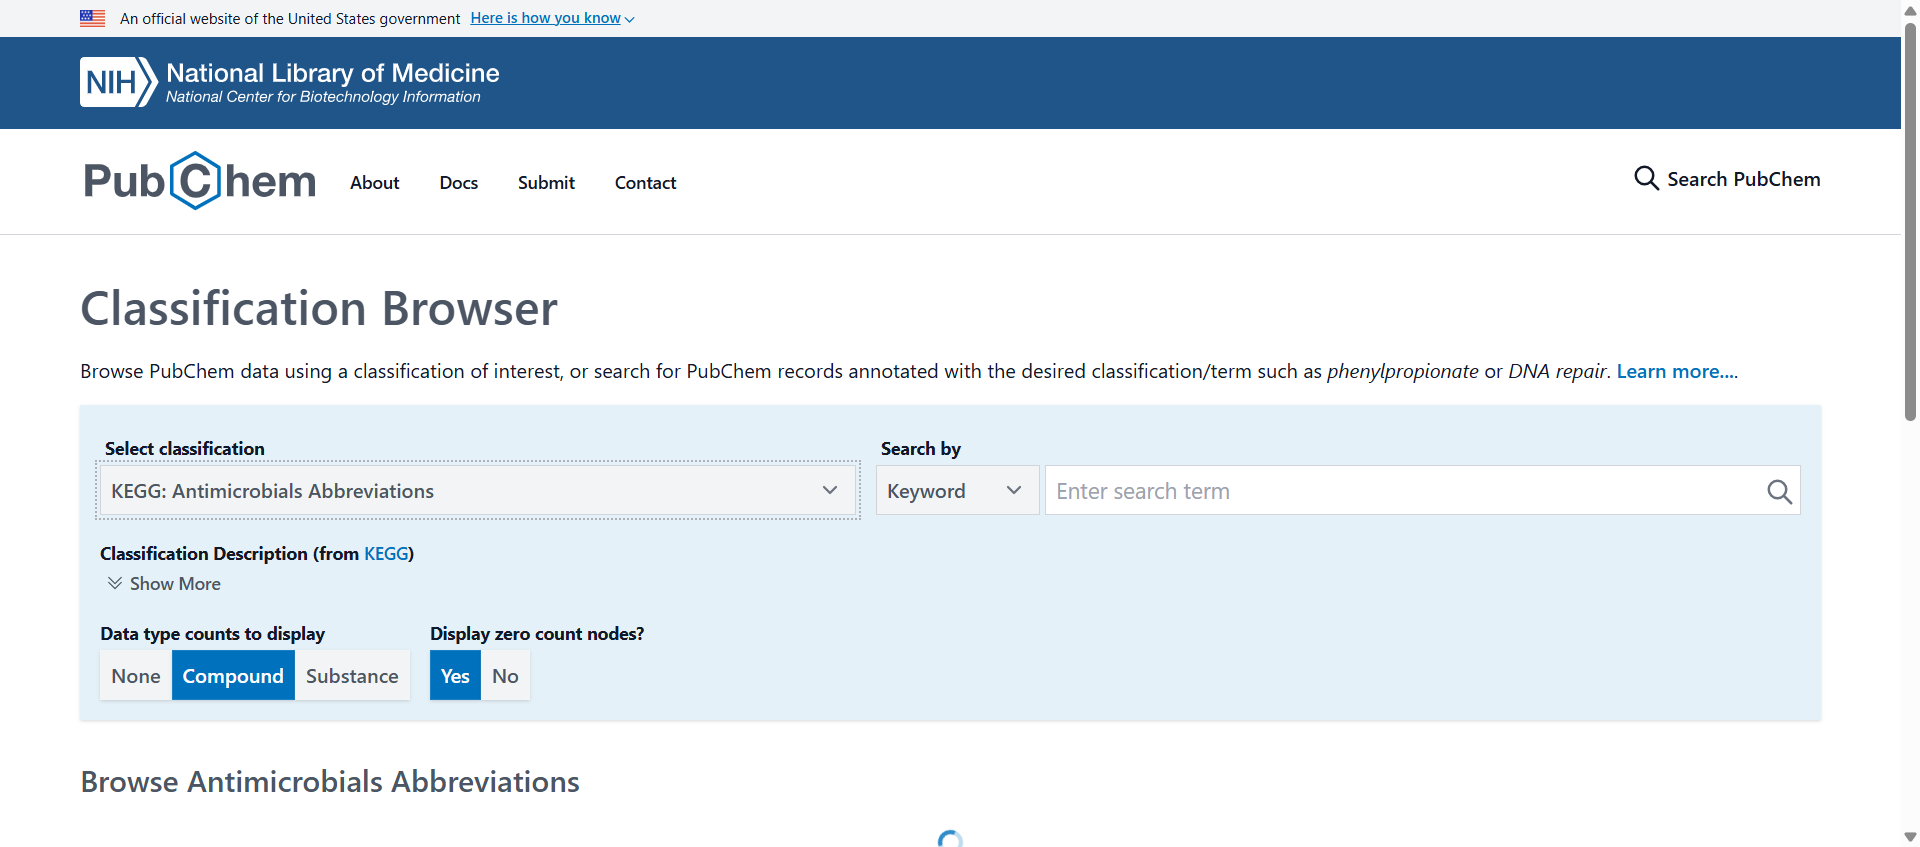 An official website of the United States government Here is how you know
NIH National Library of Medicine
National Center for Biotechnology Information
PubChem About Docs Submit Contact Search PubChem
Classification Browser
Browse PubChem data using a classification of interest, or search for PubChem records annotated with the desired classification/term such as phenylpropionate or DNA repair. Learn more....
Select classification Search by
KEGG: Antimicrobials Abbreviations Keyword Enter search term
Classification Description (from KEGG)
Show More
Data type counts to display Display zero count nodes?
None Compound Substance Yes No
Browse Antimicrobials Abbreviations